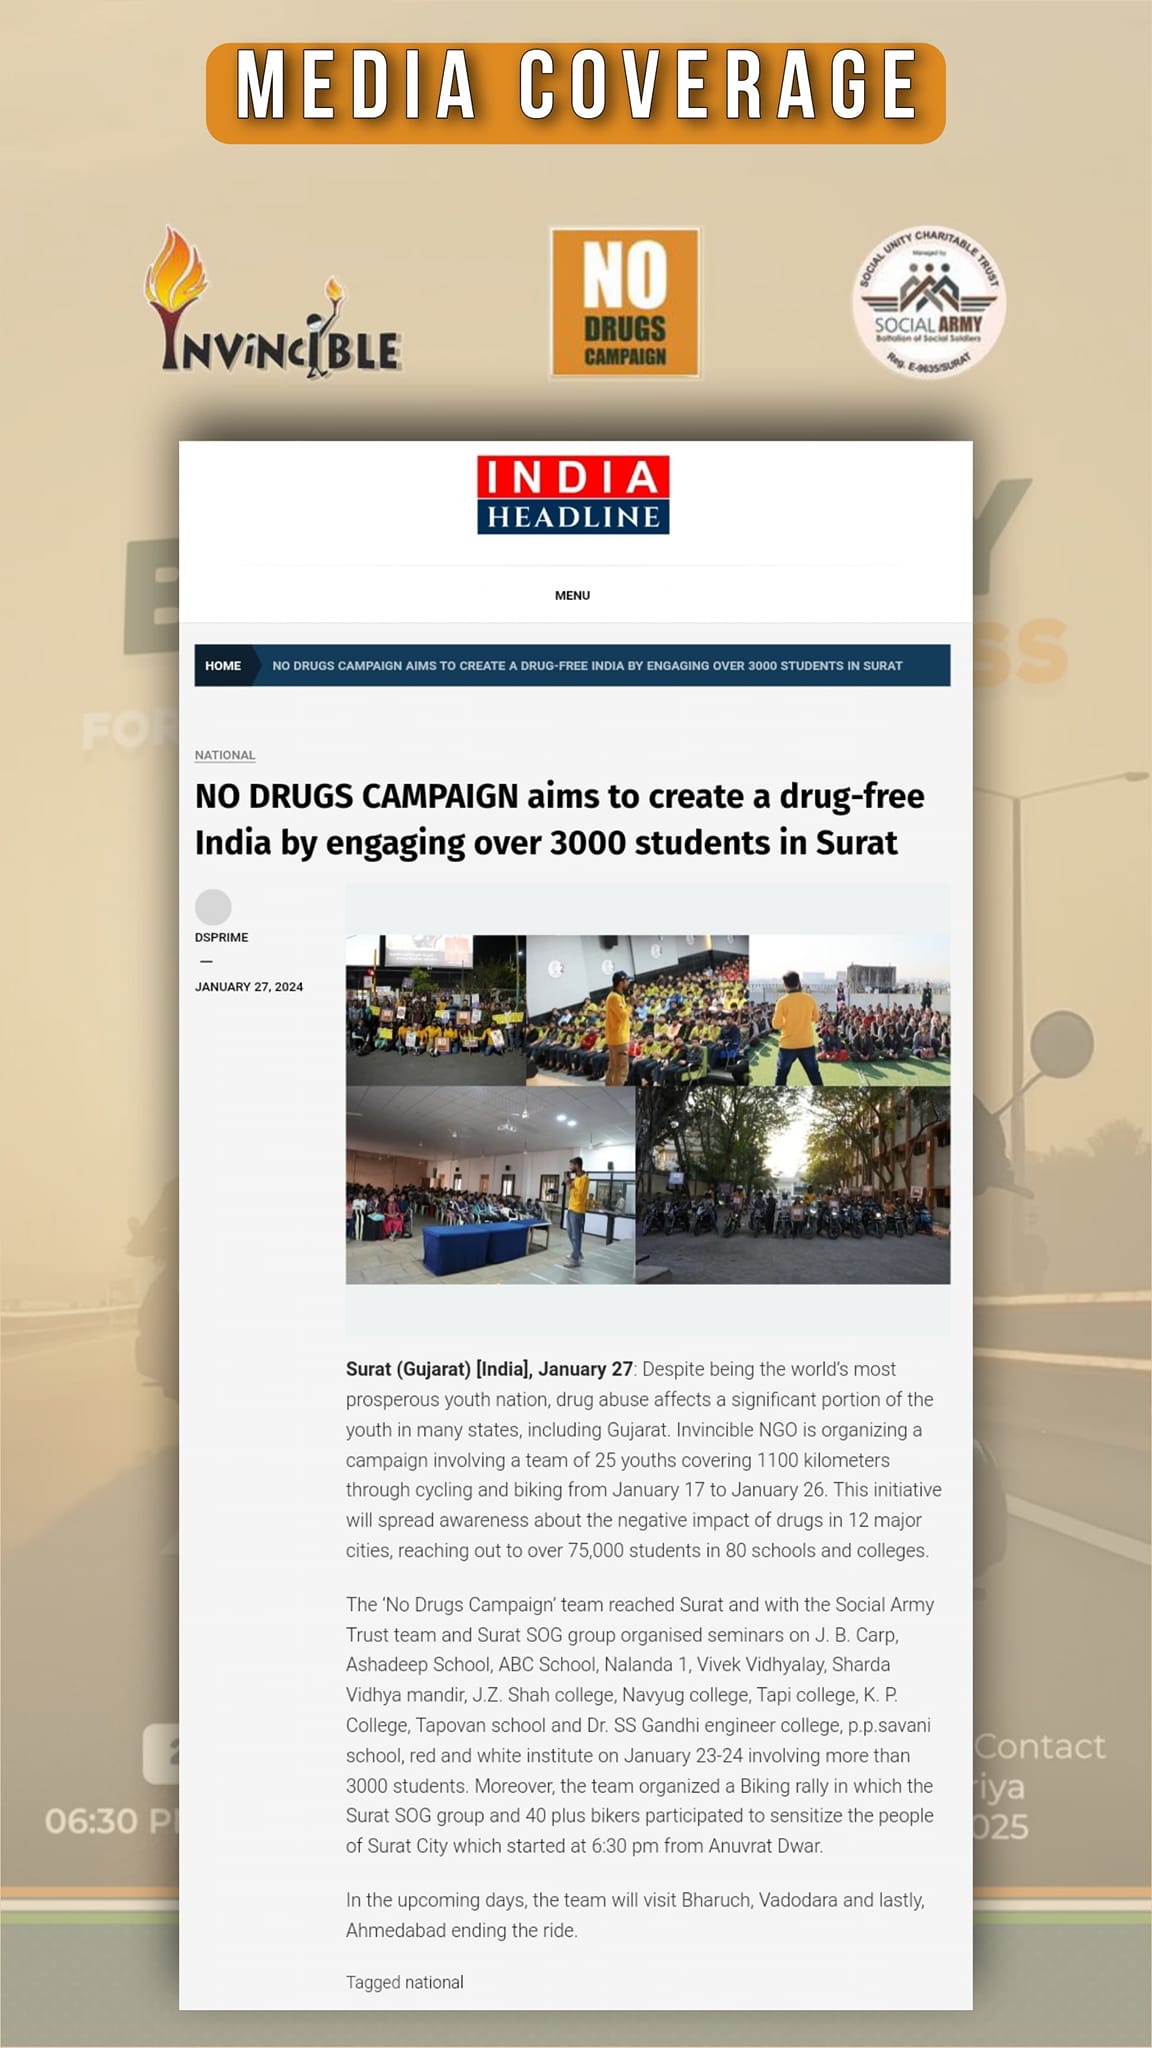 MEDIA COVERAGE
INVINCIBLE
NO
DRUGS
CAMPAIGN
SOCIAL UNITY CHARITABLE TRUST
Managed by
SOCIAL ARMY
Battalion of Social Soldiers
Reg. E-9635/SURAT
INDIA
HEADLINE
MENU
HOME NO DRUGS CAMPAIGN AIMS TO CREATE A DRUG-FREE INDIA BY ENGAGING OVER 3000 STUDENTS IN SURAT
NATIONAL
NO DRUGS CAMPAIGN aims to create a drug-free
India by engaging over 3000 students in Surat
DSPRIME
—
JANUARY 27, 2024
Surat (Gujarat) [India], January 27: Despite being the world’s most
prosperous youth nation, drug abuse affects a significant portion of the
youth in many states, including Gujarat. Invincible NGO is organizing a
campaign involving a team of 25 youths covering 1100 kilometers
through cycling and biking from January 17 to January 26. This initiative
will spread awareness about the negative impact of drugs in 12 major
cities, reaching out to over 75,000 students in 80 schools and colleges.
The ‘No Drugs Campaign’ team reached Surat and with the Social Army
Trust team and Surat SOG group organised seminars on J. B. Carp,
Ashadeep School, ABC School, Nalanda 1, Vivek Vidhyalay, Sharda
Vidhya mandir, J.Z. Shah college, Navyug college, Tapi college, K. P.
College, Tapovan school and Dr. SS Gandhi engineer college, p.p.savani
school, red and white institute on January 23-24 involving more than
3000 students. Moreover, the team organized a Biking rally in which the
Surat SOG group and 40 plus bikers participated to sensitize the people
of Surat City which started at 6:30 pm from Anuvrat Dwar.
In the upcoming days, the team will visit Bharuch, Vadodara and lastly,
Ahmedabad ending the ride.
Tagged national
FOR
06:30 P
Contact
riya
025